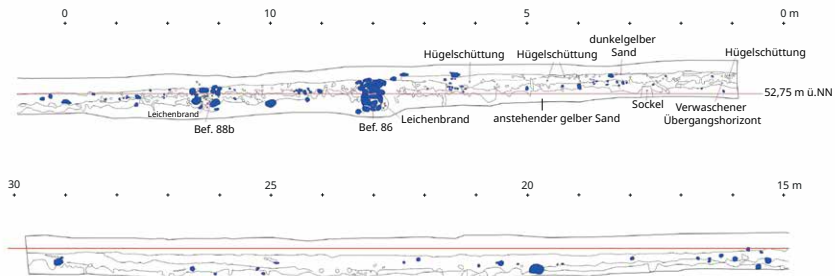 0 10 5 0 m
dunkelgelber
Sand
Hügelschüttung Hügelschüttung Hügelschüttung
52,75 m ü.NN
Leichenbrand Sockel Verwaschener
Bef. 88b Bef. 86 Leichenbrand anstehender gelber Sand Übergangshorizont
30 25 20 15 m